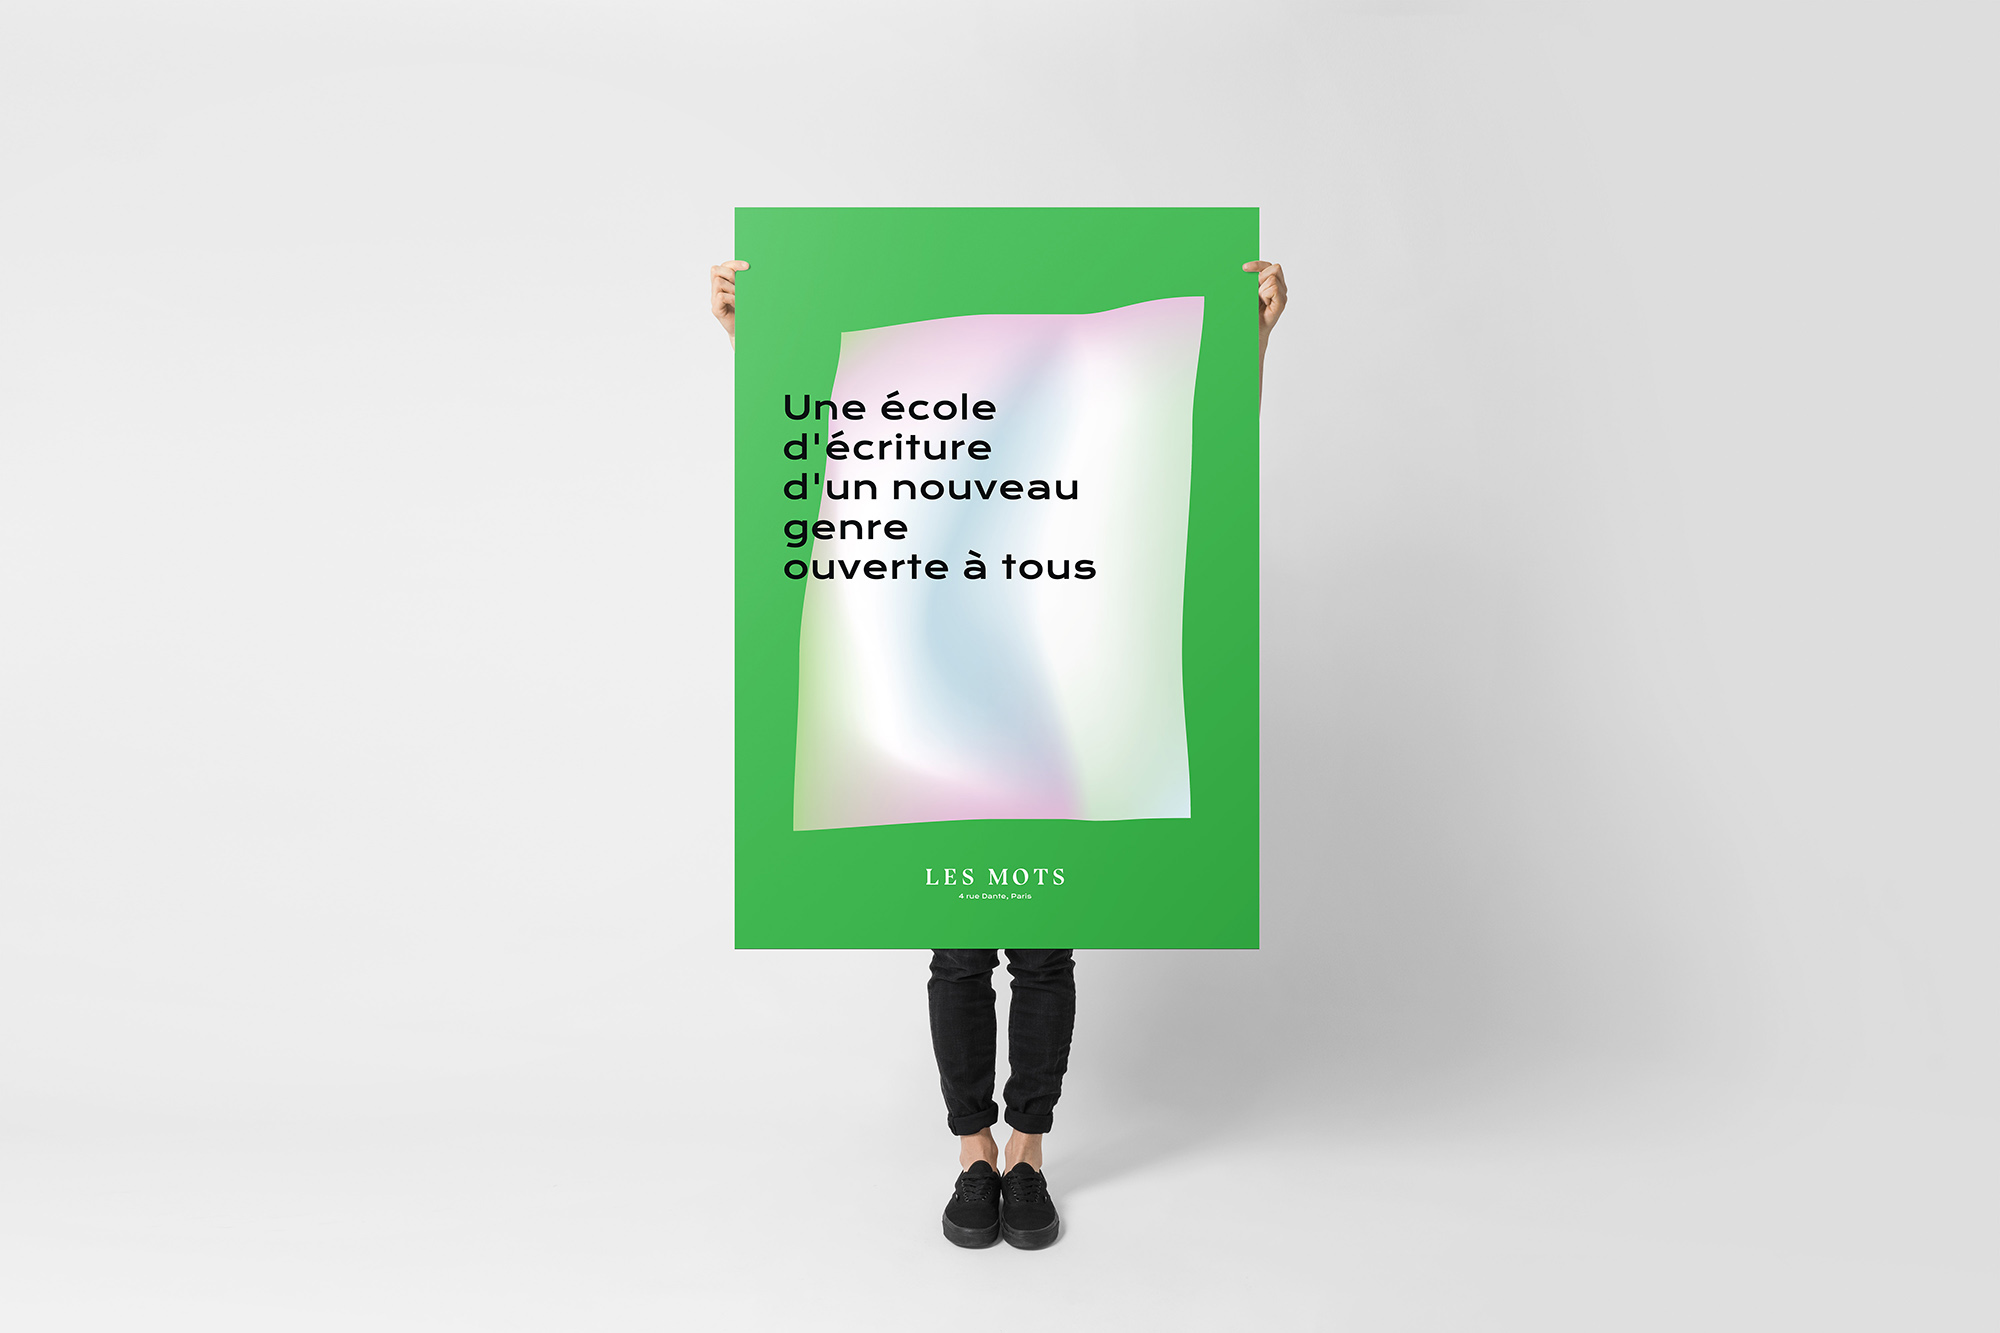 Une école
d'écriture
d'un nouveau
genre
ouverte à tous
LES MOTS
4 rue Dante, Paris